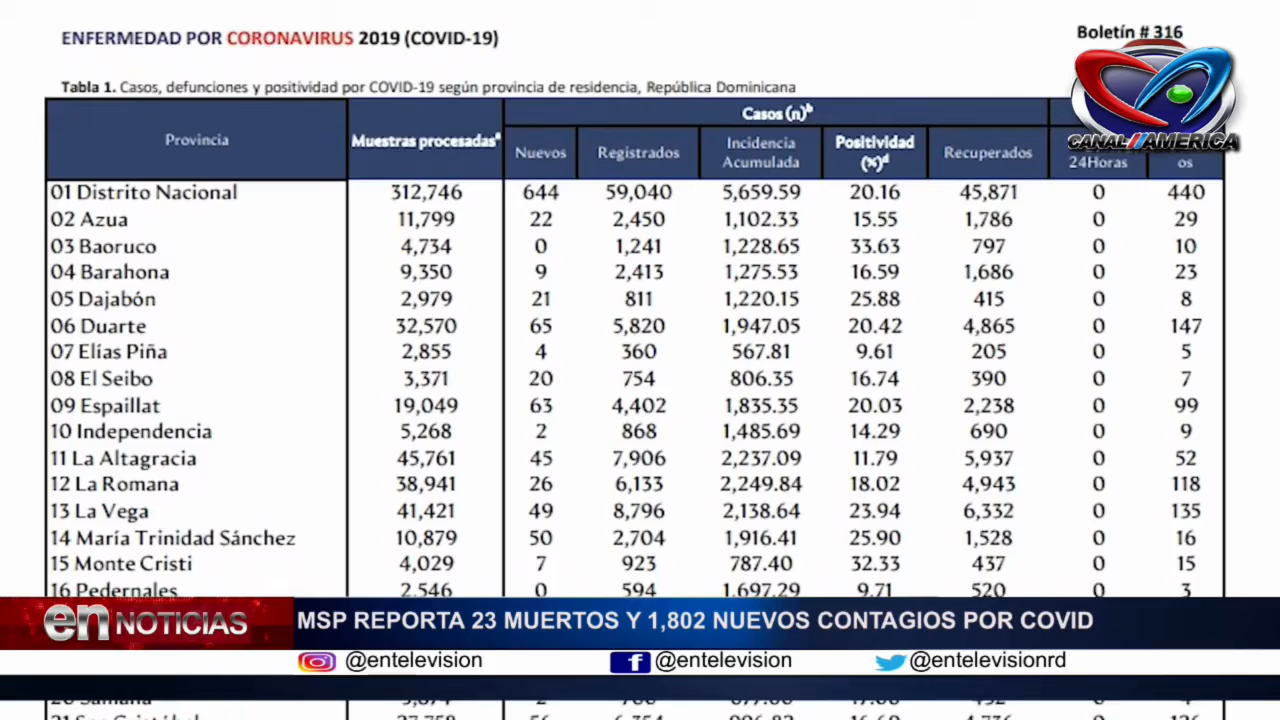 ENFERMEDAD POR CORONAVIRUS 2019 (COVID-19)
Boletín # 316
CANAL AMERICA
Tabla 1. Casos, defunciones y positividad por COVID-19 según provincia de residencia, República Dominicana
Provincia Muestras procesadasª Casos (n)ᵇ
Nuevos Registrados Incidencia Acumulada Positividad (%)ᵈ Recuperados 24Horas os
01 Distrito Nacional 312,746 644 59,040 5,659.59 20.16 45,871 0 440
02 Azua 11,799 22 2,450 1,102.33 15.55 1,786 0 29
03 Baoruco 4,734 0 1,241 1,228.65 33.63 797 0 10
04 Barahona 9,350 9 2,413 1,275.53 16.59 1,686 0 23
05 Dajabón 2,979 21 811 1,220.15 25.88 415 0 8
06 Duarte 32,570 65 5,820 1,947.05 20.42 4,865 0 147
07 Elías Piña 2,855 4 360 567.81 9.61 205 0 5
08 El Seibo 3,371 20 754 806.35 16.74 390 0 7
09 Espaillat 19,049 63 4,402 1,835.35 20.03 2,238 0 99
10 Independencia 5,268 2 868 1,485.69 14.29 690 0 9
11 La Altagracia 45,761 45 7,906 2,237.09 11.79 5,937 0 52
12 La Romana 38,941 26 6,133 2,249.84 18.02 4,943 0 118
13 La Vega 41,421 49 8,796 2,138.64 23.94 6,332 0 135
14 María Trinidad Sánchez 10,879 50 2,704 1,916.41 25.90 1,528 0 16
15 Monte Cristi 4,029 7 923 787.40 32.33 437 0 15
16 Pedernales 2,546 0 594 1,697.29 9.71 520 0 3
en NOTICIAS
MSP REPORTA 23 MUERTOS Y 1,802 NUEVOS CONTAGIOS POR COVID
@entelevision @entelevision @entelevisionrd